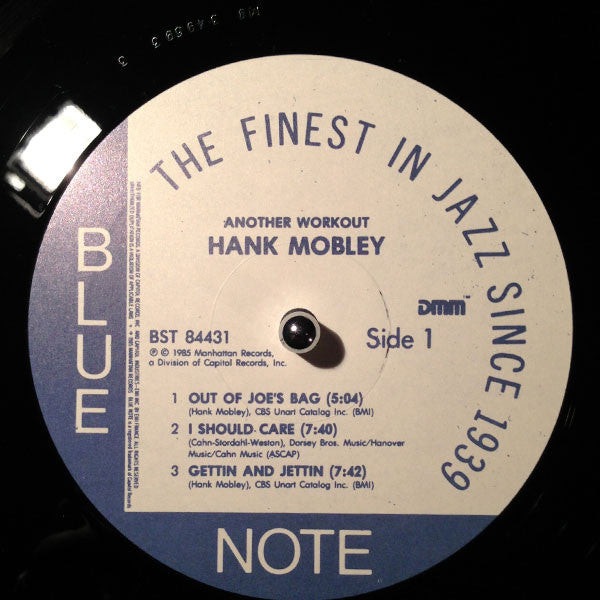 THE FINEST IN JAZZ SINCE 1939
ANOTHER WORKOUT
HANK MOBLEY
DMM™
BST 84431
Side 1
℗ © 1985 Manhattan Records,
a Division of Capitol Records, Inc.
1 OUT OF JOE'S BAG (5:04)
(Hank Mobley), CBS Unart Catalog Inc. (BMI)
2 I SHOULD CARE (7:40)
(Cahn-Stordahl-Weston), Dorsey Bros. Music/Hanover
Music/Cahn Music (ASCAP)
3 GETTIN AND JETTIN (7:42)
(Hank Mobley), CBS Unart Catalog Inc. (BMI)
BLUE
NOTE